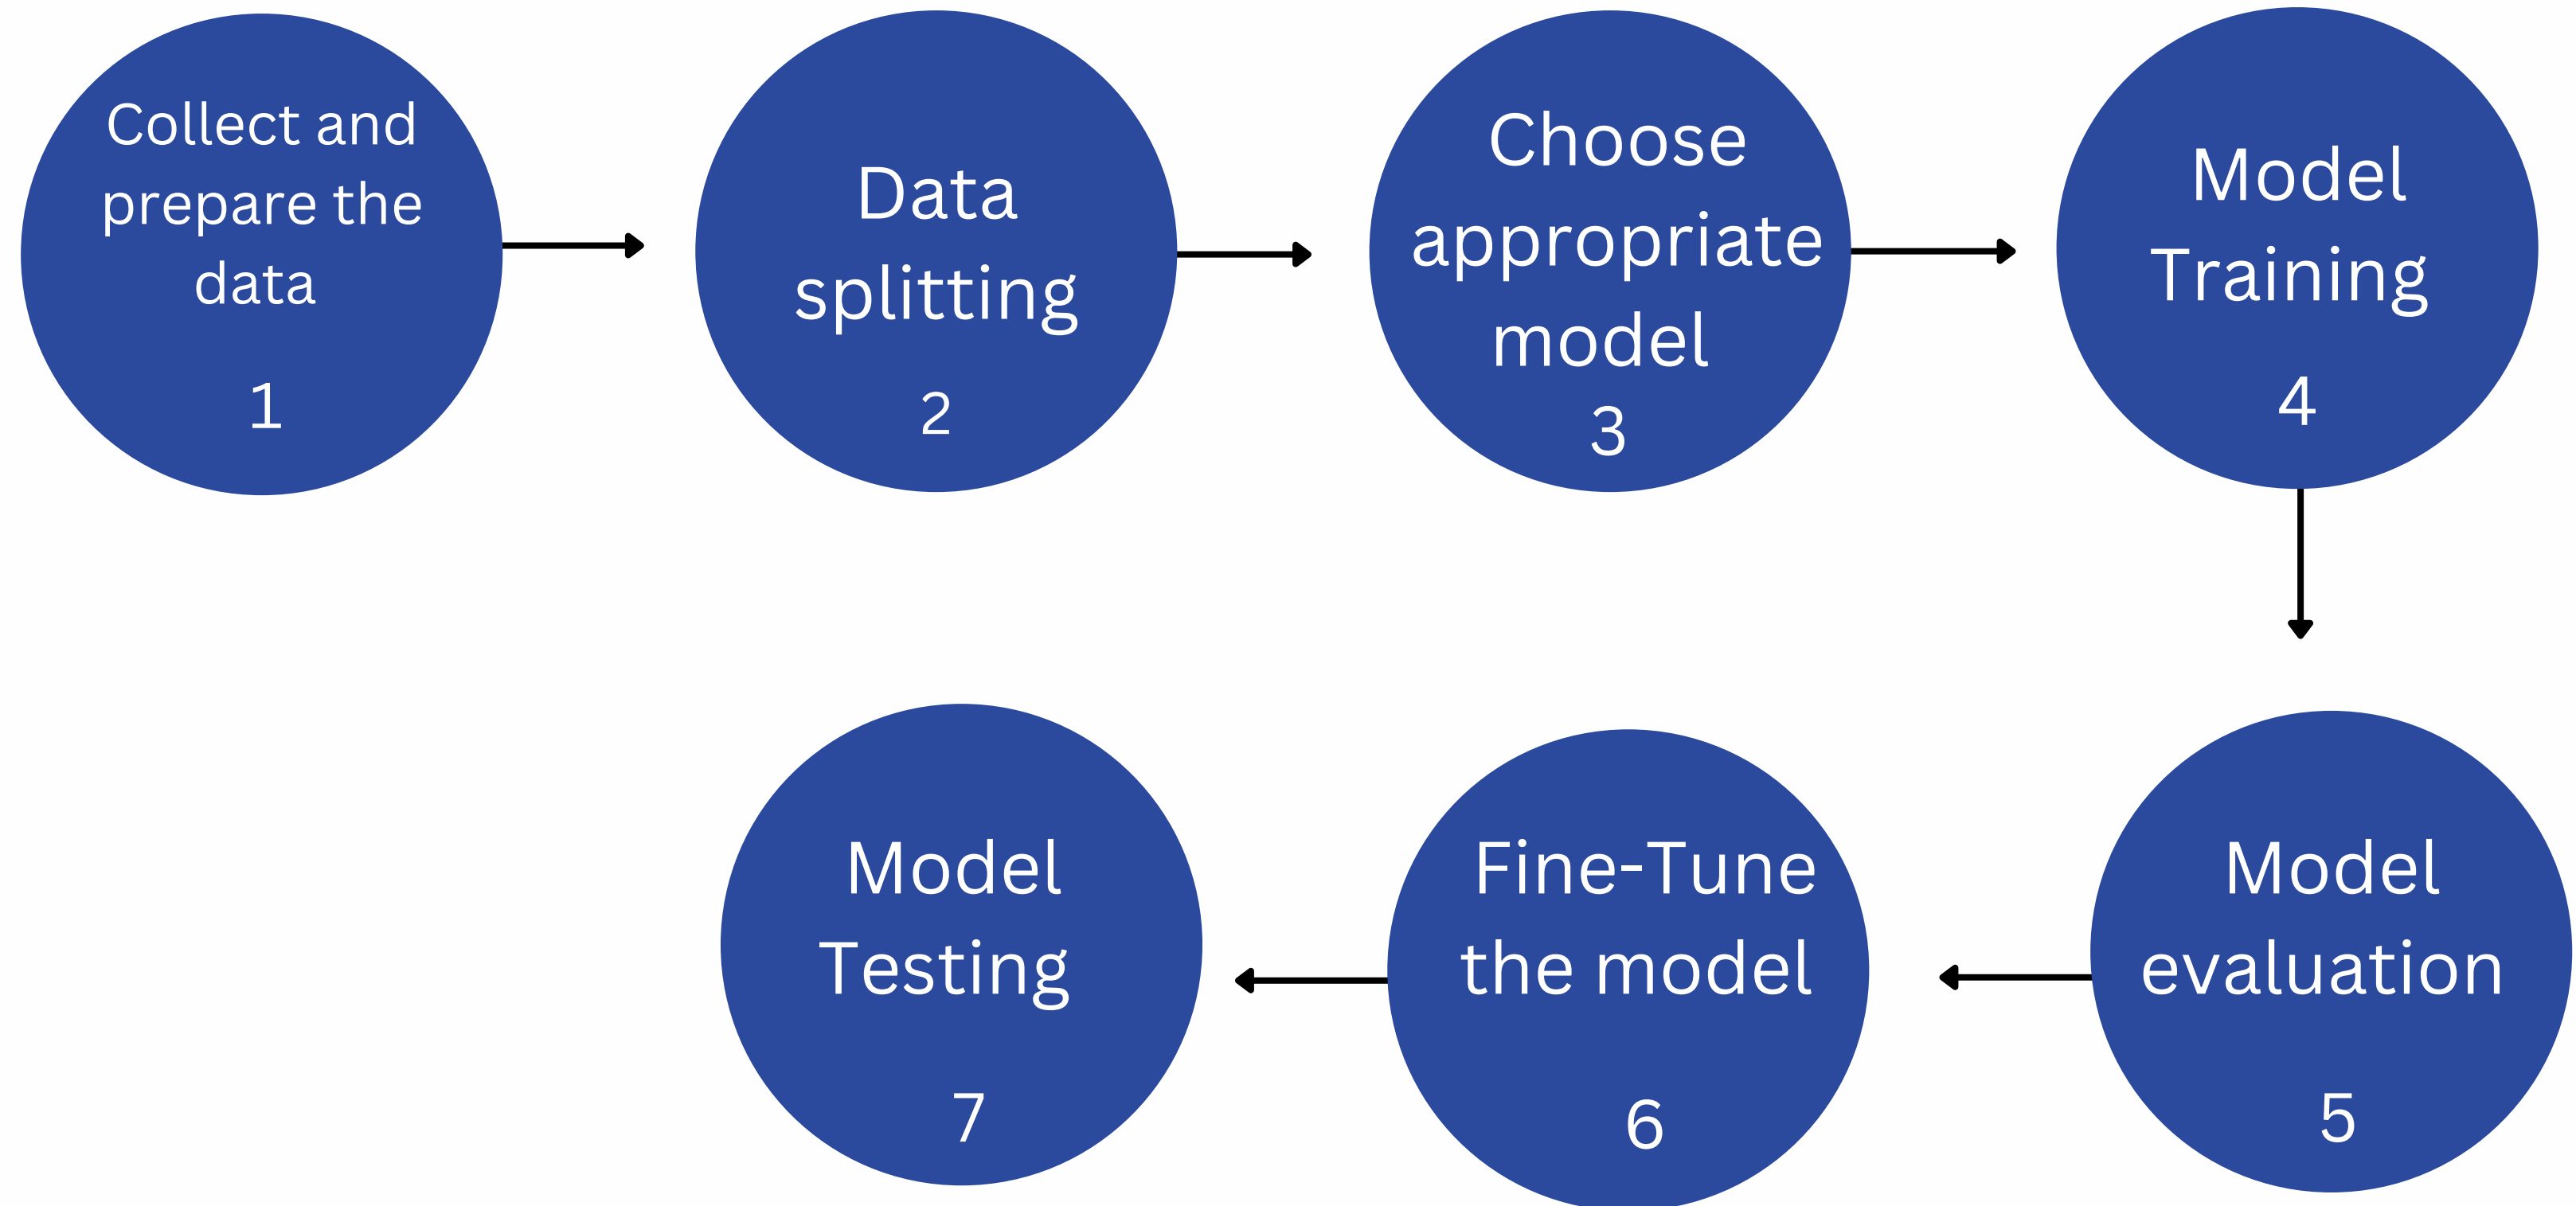 Collect and
prepare the
data
1
Data
splitting
2
Choose
appropriate
model
3
Model
Training
4
Model
evaluation
5
Fine-Tune
the model
6
Model
Testing
7